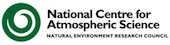 National Centre for
Atmospheric Science
NATURAL ENVIRONMENT RESEARCH COUNCIL